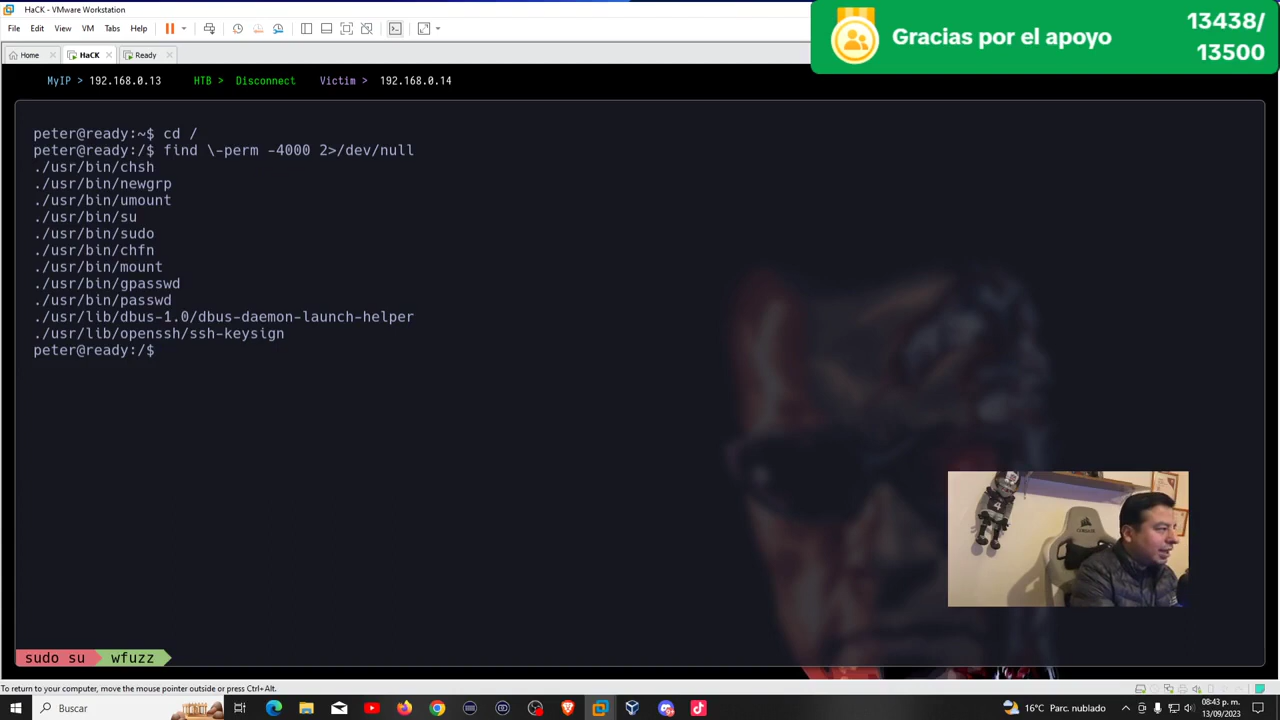 HaCK - VMware Workstation
File Edit View VM Tabs Help
Home HaCK Ready
Gracias por el apoyo
13438/
13500
MyIP > 192.168.0.13 HTB > Disconnect Victim > 192.168.0.14
peter@ready:~$ cd /
peter@ready:/$ find \-perm -4000 2>/dev/null
./usr/bin/chsh
./usr/bin/newgrp
./usr/bin/umount
./usr/bin/su
./usr/bin/sudo
./usr/bin/chfn
./usr/bin/mount
./usr/bin/gpasswd
./usr/bin/passwd
./usr/lib/dbus-1.0/dbus-daemon-launch-helper
./usr/lib/openssh/ssh-keysign
peter@ready:/$
4
sudo su wfuzz
To return to your computer, move the mouse pointer outside or press Ctrl+Alt.
Buscar
16°C Parc. nublado
08:43 p. m.
13/09/2023